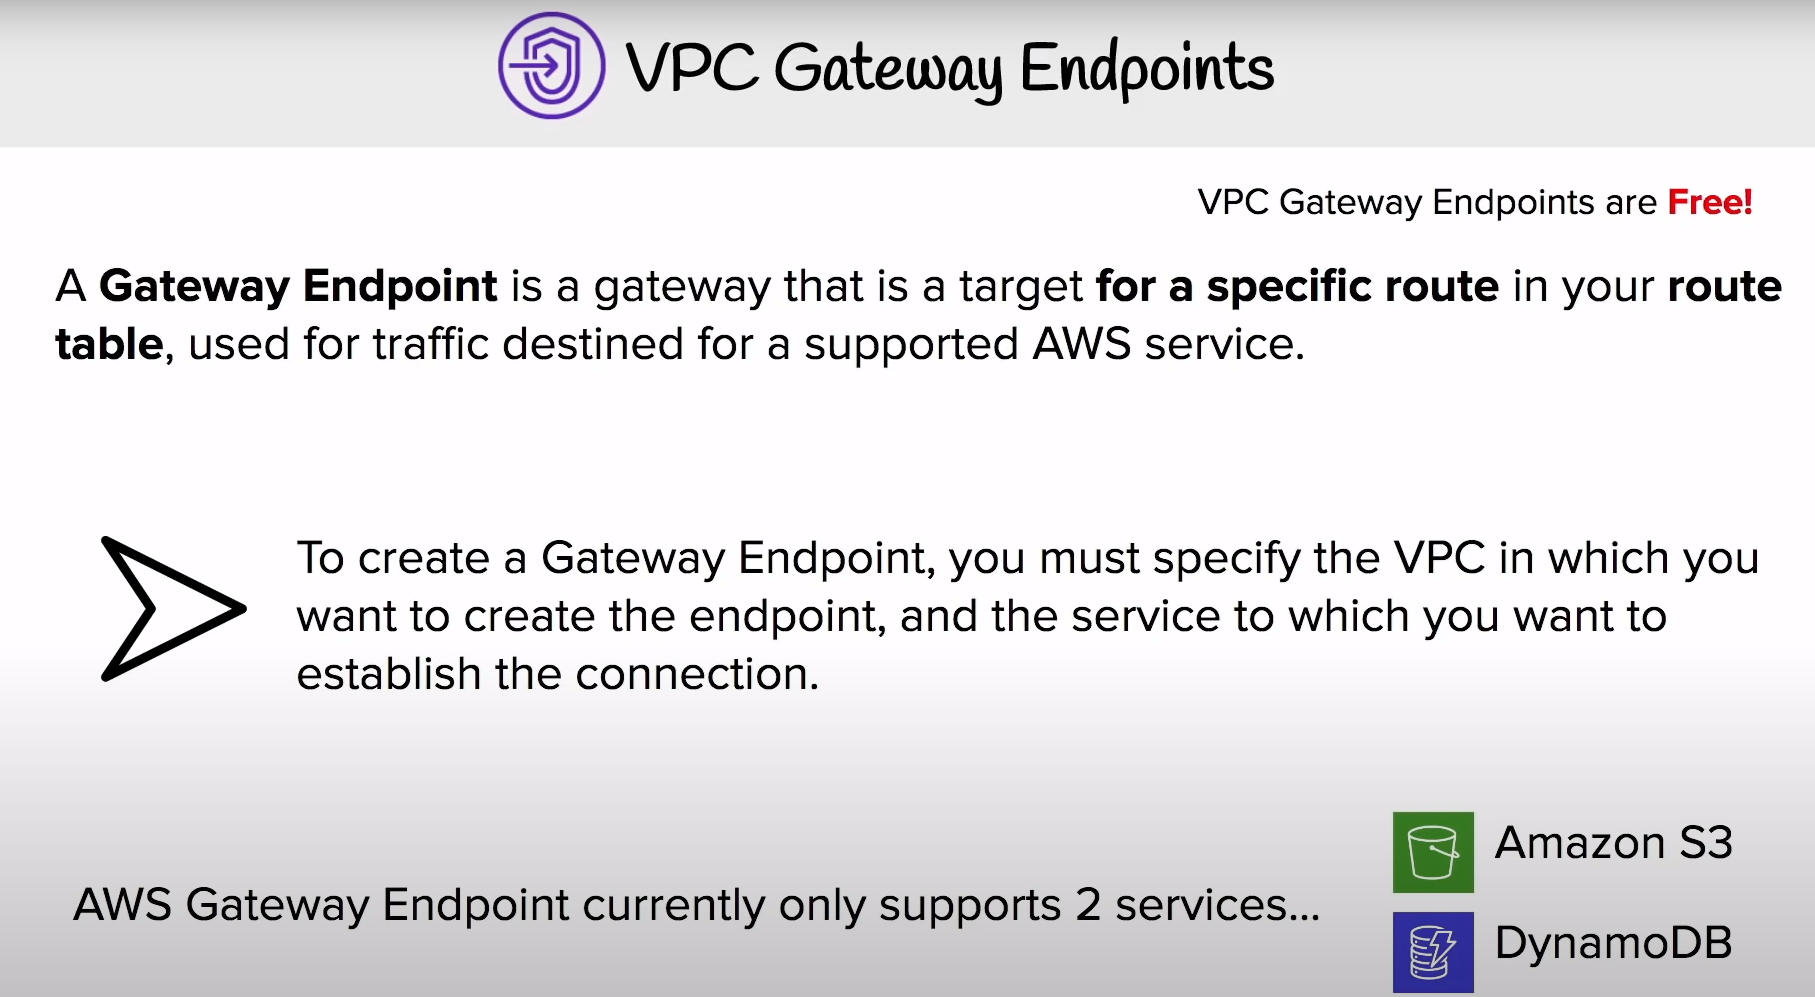 VPC Gateway Endpoints
VPC Gateway Endpoints are Free!
A Gateway Endpoint is a gateway that is a target for a specific route in your route
table, used for traffic destined for a supported AWS service.
To create a Gateway Endpoint, you must specify the VPC in which you
want to create the endpoint, and the service to which you want to
establish the connection.
AWS Gateway Endpoint currently only supports 2 services...
Amazon S3
DynamoDB